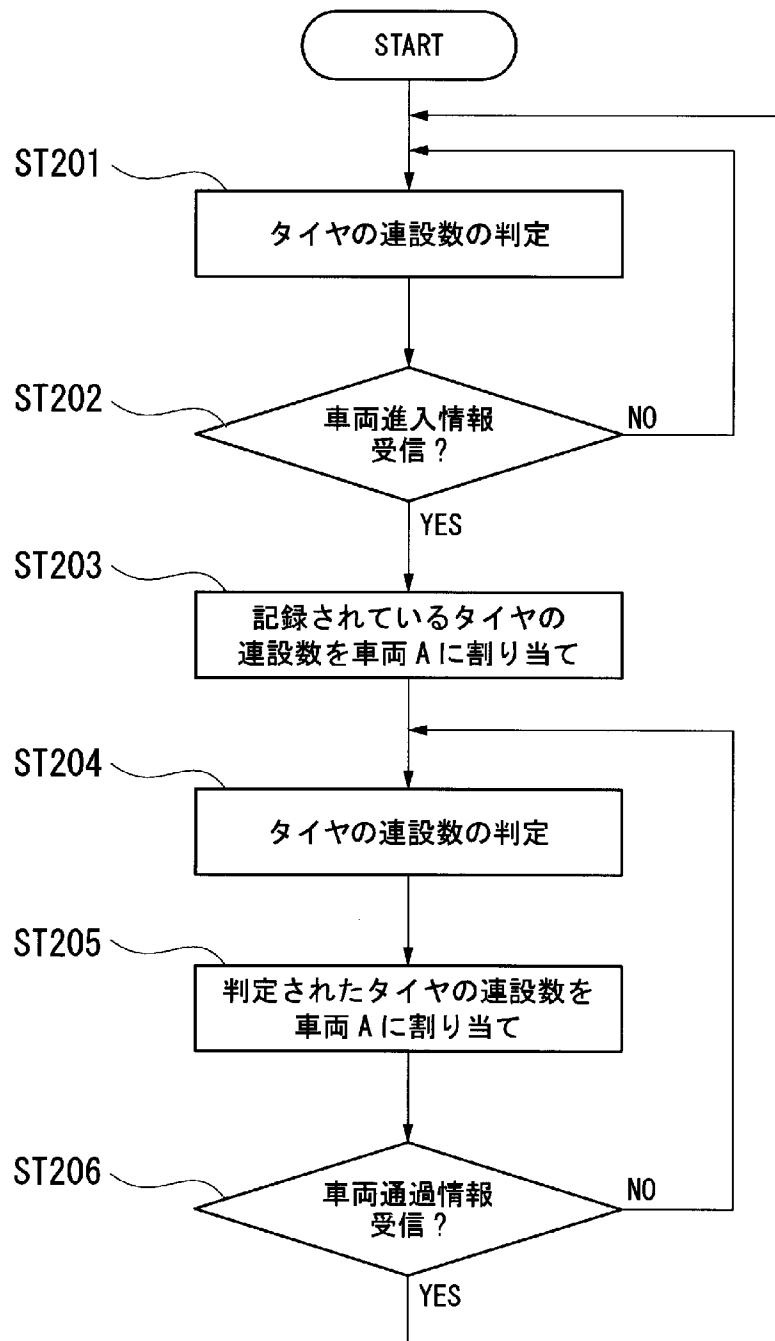 START
ST201
タイヤの連設数の判定
ST202
車両進入情報
受信?
NO
YES
ST203
記録されているタイヤの
連設数を車両Aに割り当て
ST204
タイヤの連設数の判定
ST205
判定されたタイヤの連設数を
車両Aに割り当て
ST206
車両通過情報
受信?
NO
YES